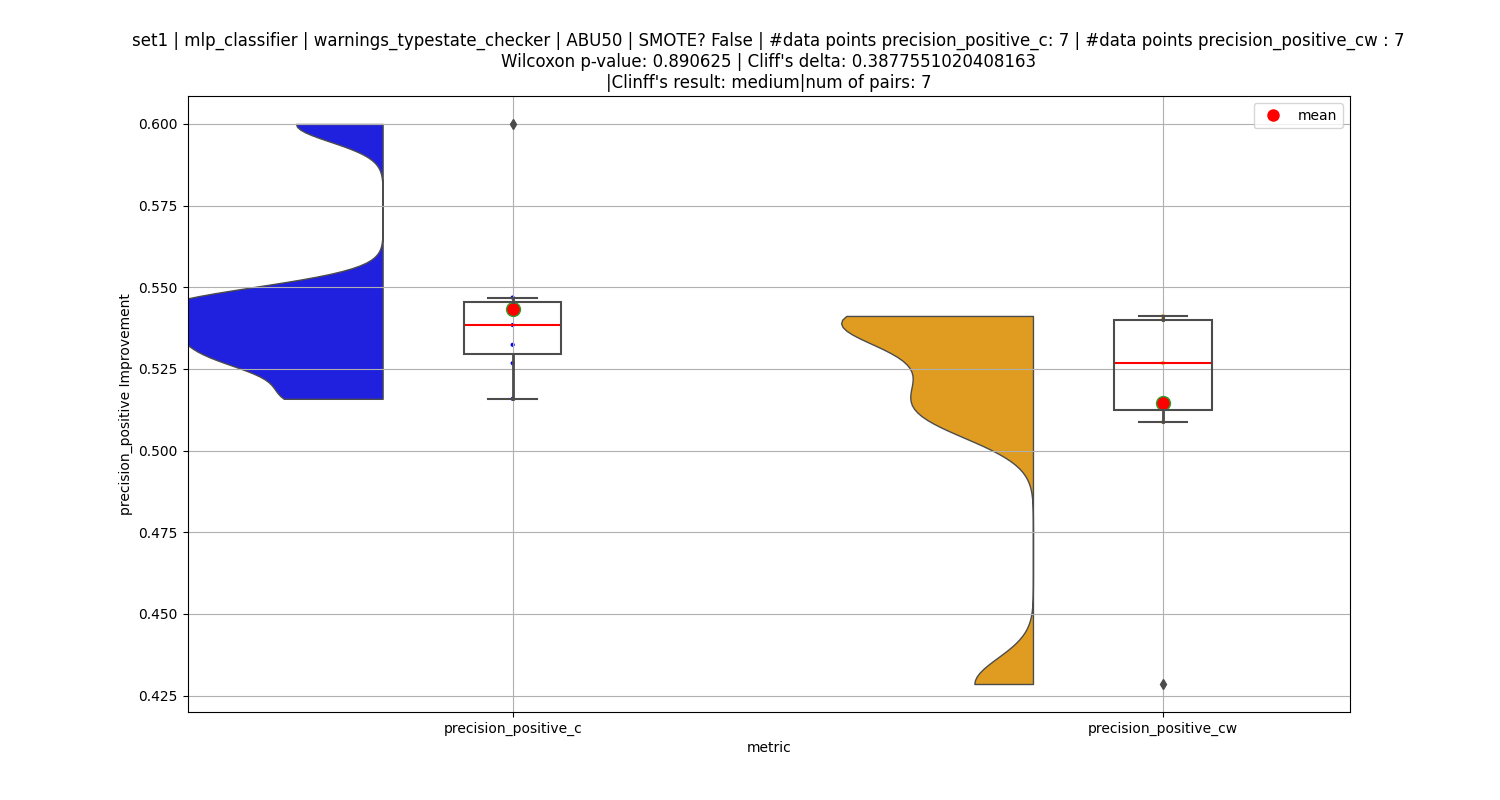 set1 | mlp_classifier | warnings_typestate_checker | ABU50 | SMOTE? False | #data points precision_positive_c: 7 | #data points precision_positive_cw : 7
Wilcoxon p-value: 0.890625 | Cliff's delta: 0.3877551020408163
|Clinff's result: medium|num of pairs: 7
mean
0.600
0.575
0.550
0.525
0.500
0.475
0.450
0.425
precision_positive Improvement
precision_positive_c
precision_positive_cw
metric